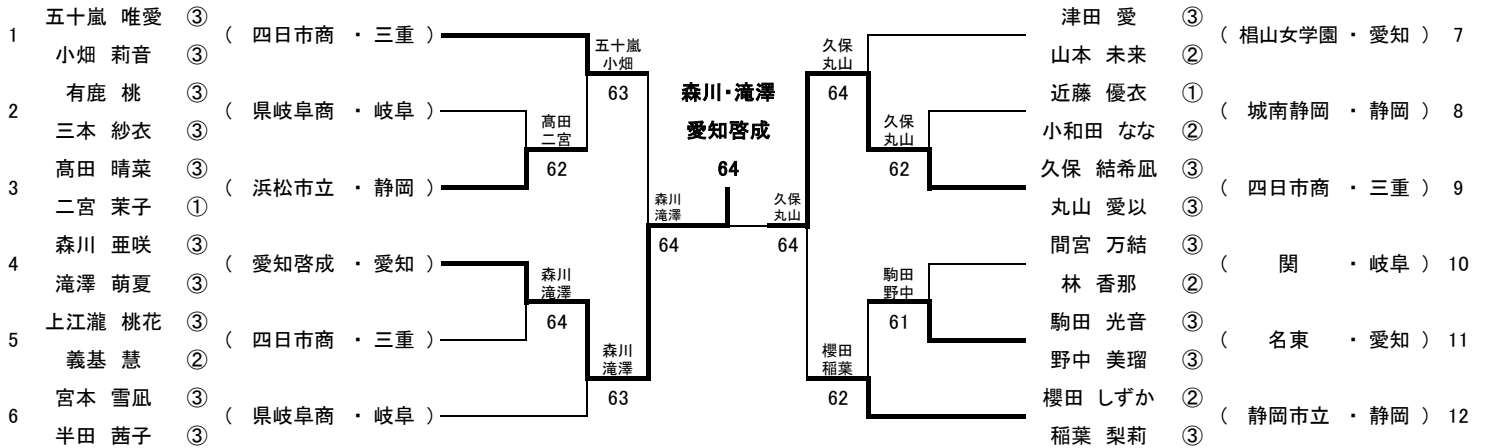 1 五十嵐 唯愛 ③ ( 四日市商 ・ 三重 )
小畑 莉音 ③
2 有鹿 桃 ③ ( 県岐阜商 ・ 岐阜 )
三本 紗衣 ③
3 髙田 晴菜 ③ ( 浜松市立 ・ 静岡 )
二宮 茉子 ①
4 森川 亜咲 ③ ( 愛知啓成 ・ 愛知 )
滝澤 萌夏 ③
5 上江瀧 桃花 ③ ( 四日市商 ・ 三重 )
義基 慧 ②
6 宮本 雪凪 ③ ( 県岐阜商 ・ 岐阜 )
半田 茜子 ③
髙田
二宮
62
森川
滝澤
64
五十嵐
小畑
63
森川
滝澤
63
森川
滝澤
64
森川・滝澤
愛知啓成
64
久保
丸山
64
久保
丸山
64
櫻田
稲葉
62
久保
丸山
62
駒田
野中
61
津田 愛 ③ ( 椙山女学園 ・ 愛知 ) 7
山本 未来 ②
近藤 優衣 ① ( 城南静岡 ・ 静岡 ) 8
小和田 なな ②
久保 結希凪 ③ ( 四日市商 ・ 三重 ) 9
丸山 愛以 ③
間宮 万結 ③ ( 関 ・ 岐阜 ) 10
林 香那 ②
駒田 光音 ③ ( 名東 ・ 愛知 ) 11
野中 美瑠 ③
櫻田 しずか ② ( 静岡市立 ・ 静岡 ) 12
稲葉 梨莉 ③